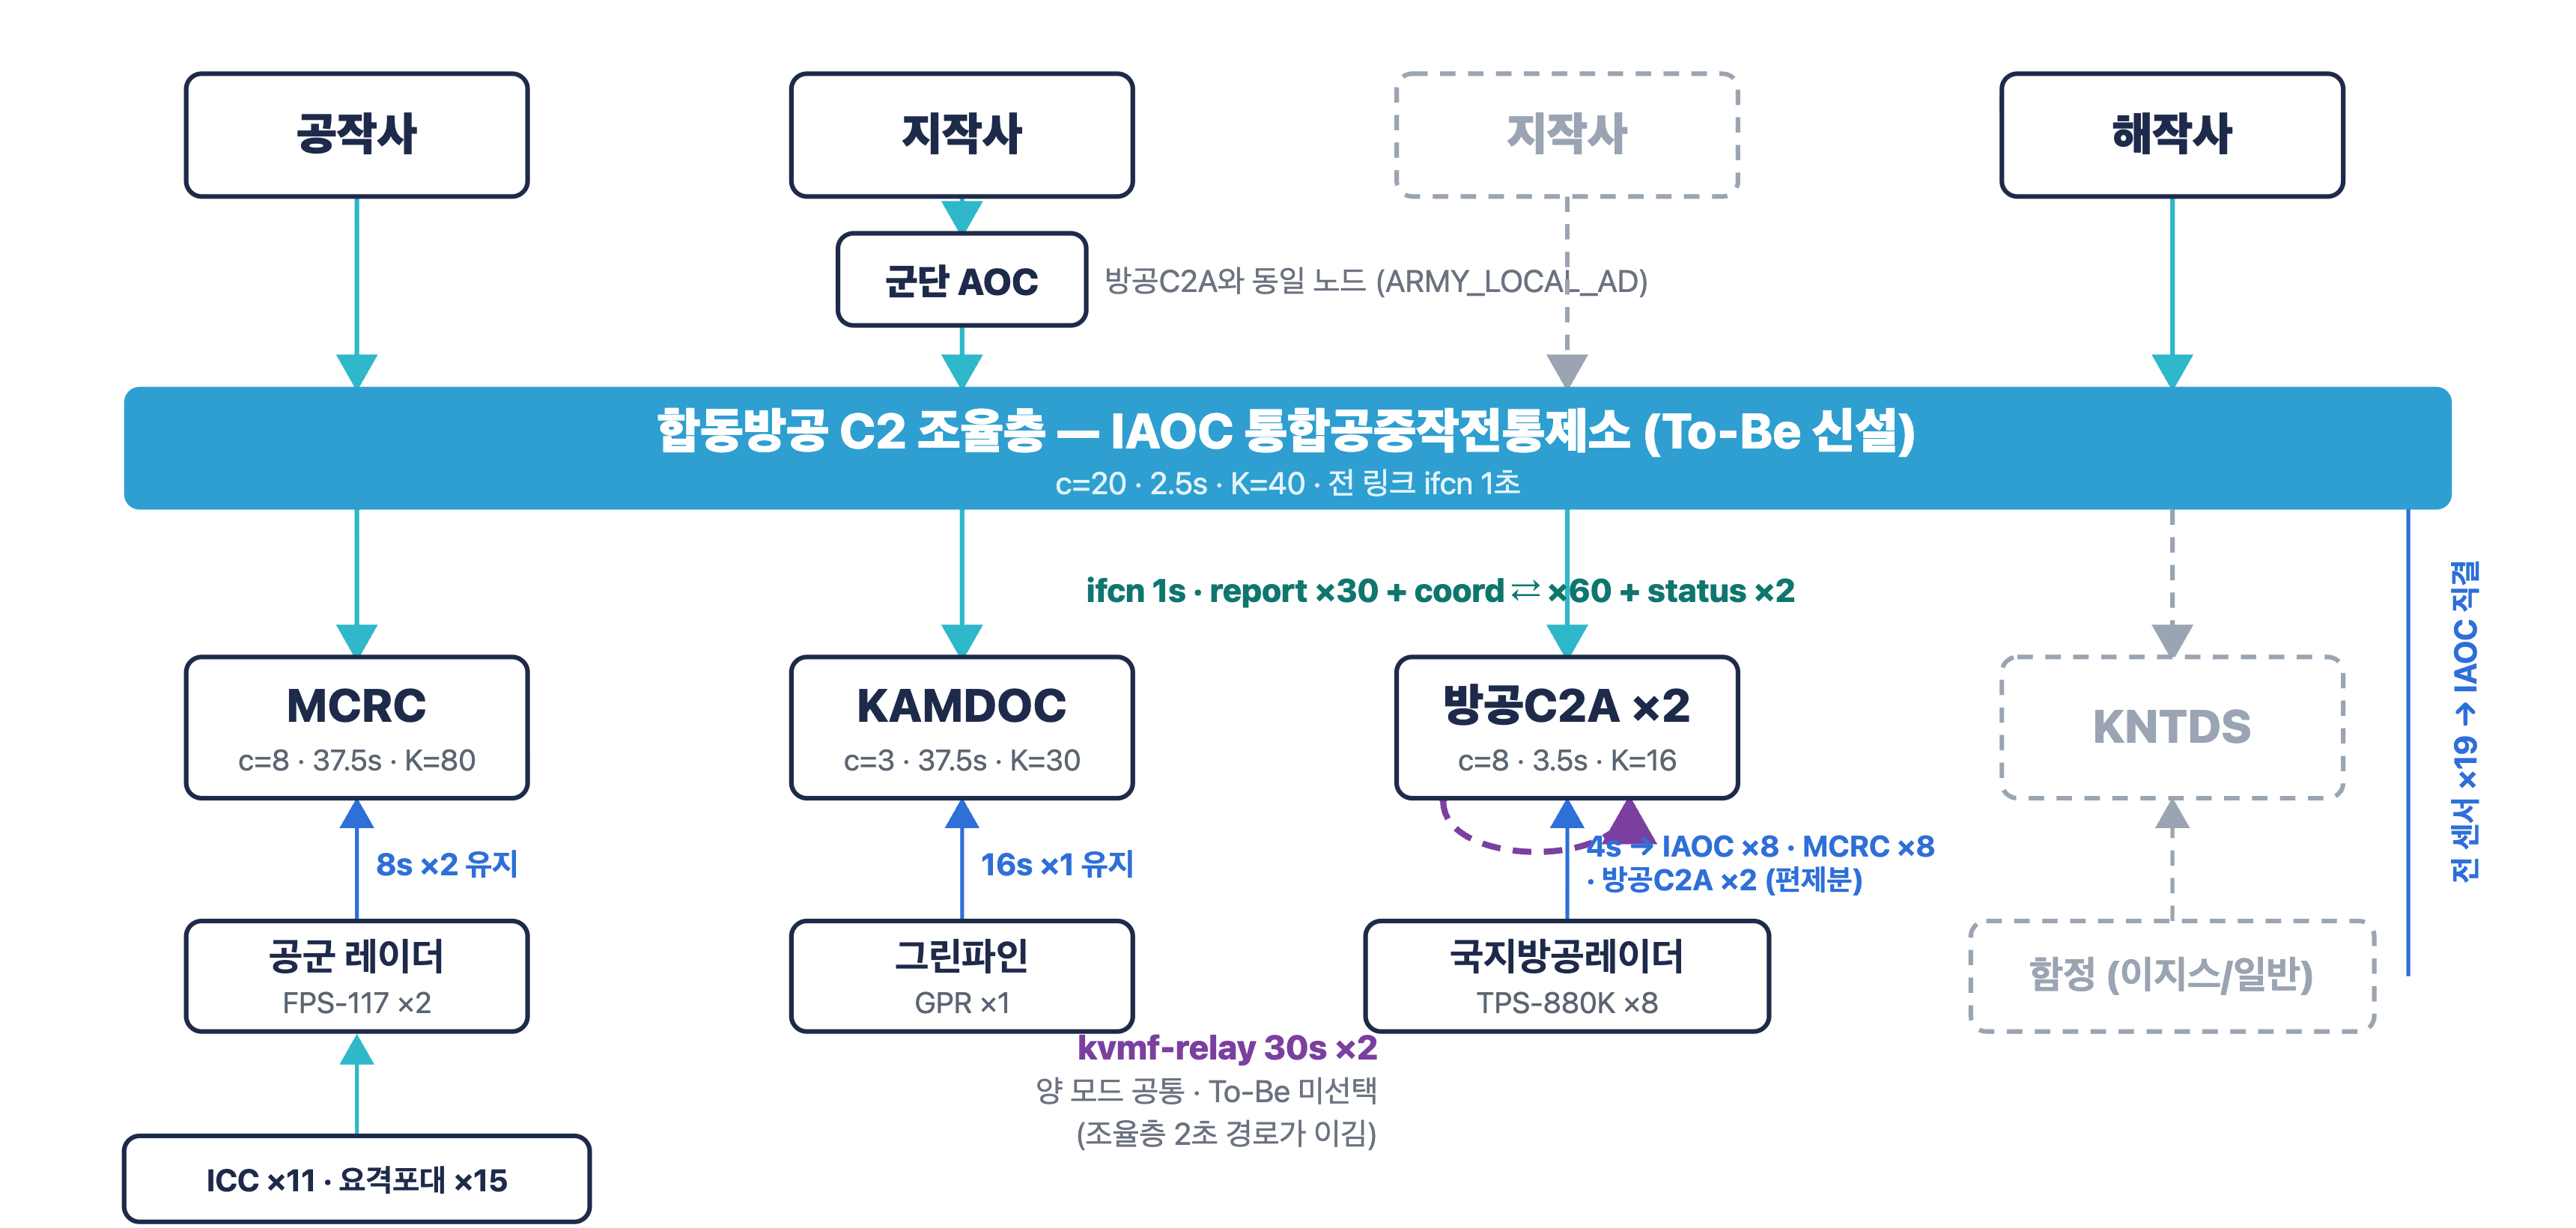 공작사
지작사
지작사
해작사
군단 AOC
방공C2A와 동일 노드 (ARMY_LOCAL_AD)
합동방공 C2 조율층 — IAOC 통합공중작전통제소 (To-Be 신설)
c=20 · 2.5s · K=40 · 전 링크 ifcn 1초
ifcn 1s · report ×30 + coord ⇄ ×60 + status ×2
전 센서 ×19 → IAOC 직결
MCRC
c=8 · 37.5s · K=80
KAMDOC
c=3 · 37.5s · K=30
방공C2A ×2
c=8 · 3.5s · K=16
KNTDS
8s ×2 유지
16s ×1 유지
4s → IAOC ×8 · MCRC ×8
· 방공C2A ×2 (편제분)
공군 레이더
FPS-117 ×2
그린파인
GPR ×1
국지방공레이더
TPS-880K ×8
함정 (이지스/일반)
kvmf-relay 30s ×2
양 모드 공통 · To-Be 미선택
(조율층 2초 경로가 이김)
ICC ×11 · 요격포대 ×15